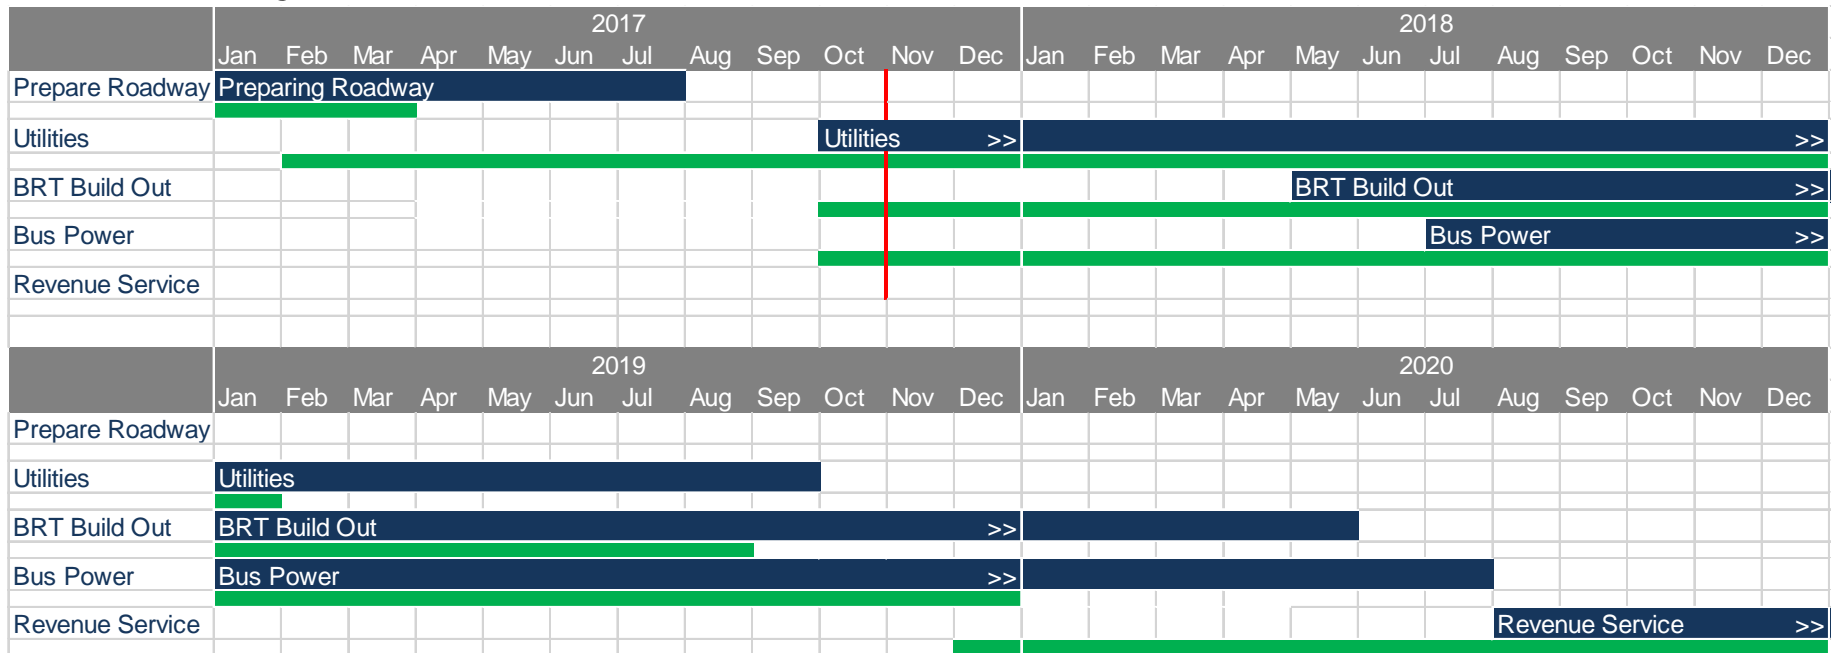 2017 2018
Jan Feb Mar Apr May Jun Jul Aug Sep Oct Nov Dec Jan Feb Mar Apr May Jun Jul Aug Sep Oct Nov Dec
Prepare Roadway Preparing Roadway
Utilities Utilities >> >>
BRT Build Out BRT Build Out >>
Bus Power Bus Power >>
Revenue Service
2019 2020
Jan Feb Mar Apr May Jun Jul Aug Sep Oct Nov Dec Jan Feb Mar Apr May Jun Jul Aug Sep Oct Nov Dec
Prepare Roadway
Utilities Utilities
BRT Build Out BRT Build Out >>
Bus Power Bus Power >>
Revenue Service Revenue Service >>